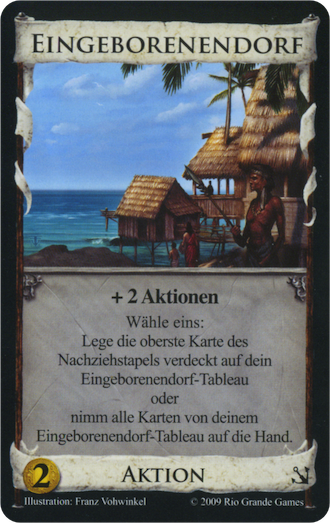 Eingeborenendorf
+ 2 Aktionen
Wähle eins:
Lege die oberste Karte des
Nachziehstapels verdeckt auf dein
Eingeborenendorf-Tableau
oder
nimm alle Karten von deinem
Eingeborenendorf-Tableau auf die Hand.
2 Aktion
Illustration: Franz Vohwinkel © 2009 Rio Grande Games